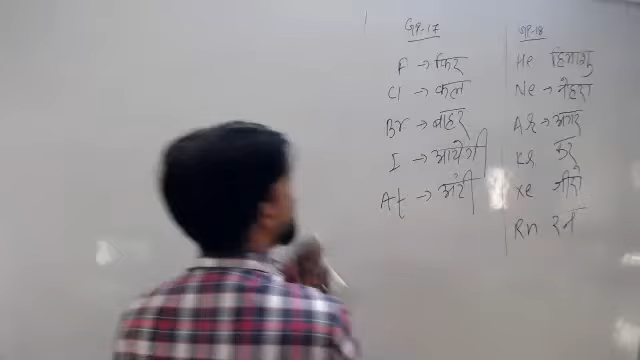 GP-17
F → फिर
Cl → कल
Br → बाहर
I → आयेगी
At → अंटी
GP-18
He हिमांशु
Ne → नेहरा
Ar → अगर
Kr कर
Xe जीरो
Rn रन